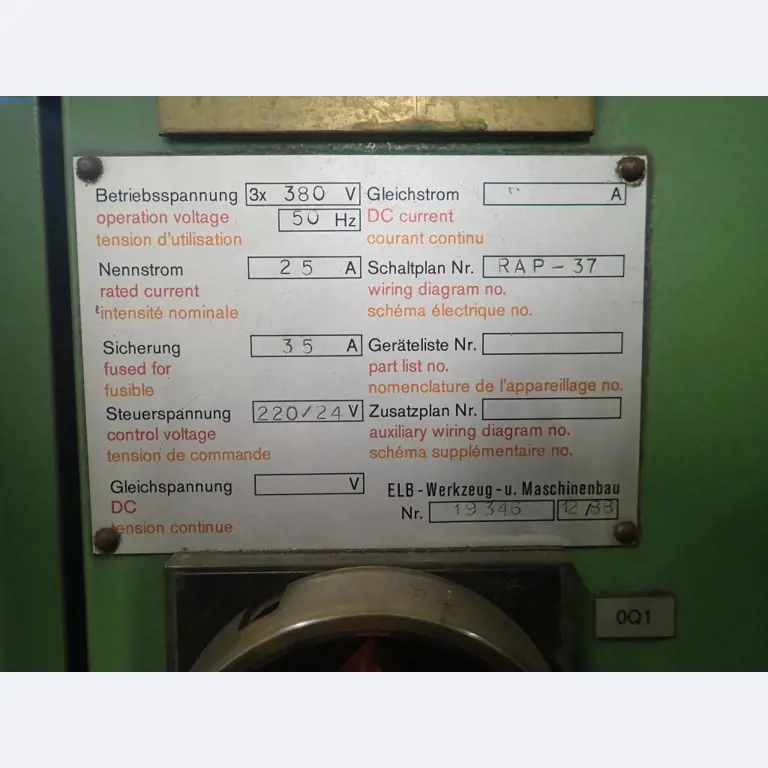 Betriebsspannung 3x 380 V
operation voltage 50 Hz
tension d'utilisation
Nennstrom 25 A
rated current
intensité nominale
Sicherung 35 A
fused for
fusible
Steuerspannung 220/24 V
control voltage
tension de commande
Gleichspannung V
DC
tension continue
Gleichstrom A
DC current
courant continu
Schaltplan Nr. RAP-37
wiring diagram no.
schéma électrique no.
Geräteliste Nr.
part list no.
nomenclature de l'appareillage no.
Zusatzplan Nr.
auxiliary wiring diagram no.
schéma supplémentaire no.
ELB-Werkzeug-u. Maschinenbau
Nr. 19346 12/88
0Q1